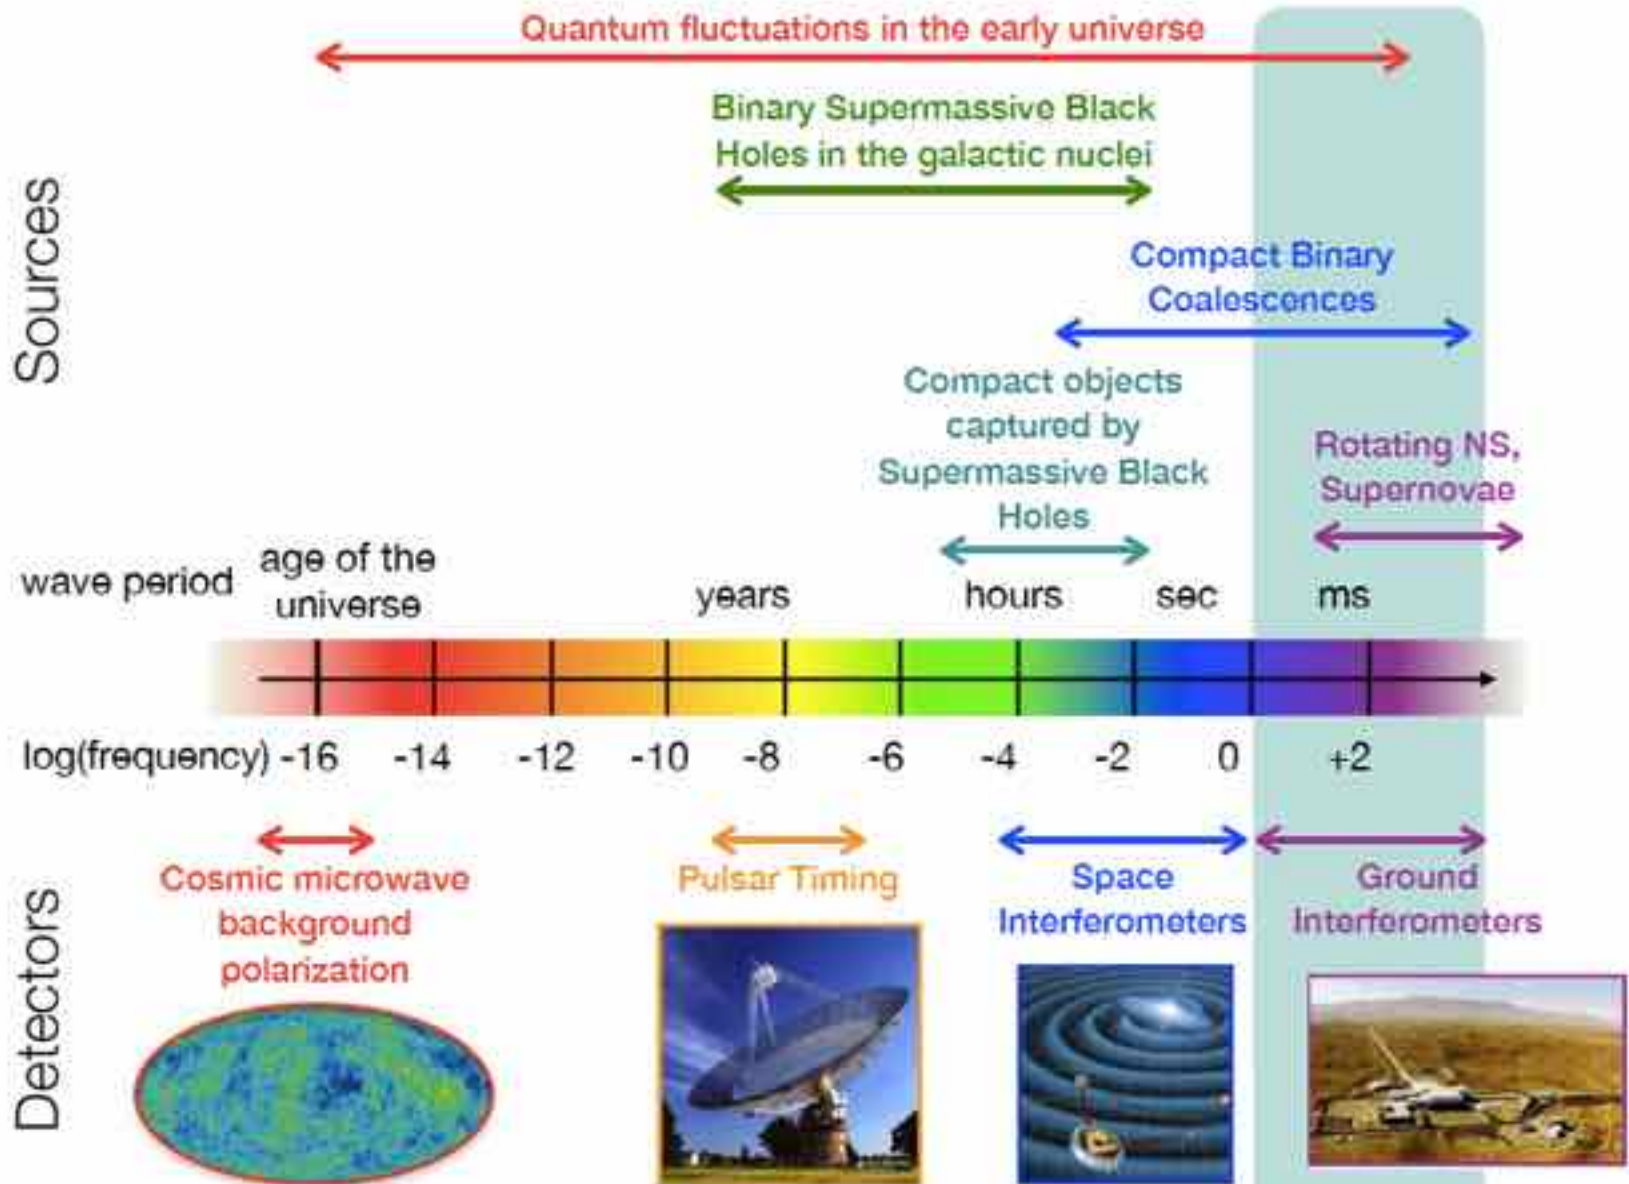 Quantum fluctuations in the early universe
Binary Supermassive Black
Holes in the galactic nuclei
Compact Binary
Coalescences
Compact objects
captured by
Supermassive Black
Holes
Rotating NS,
Supernovae
Sources
wave period
age of the
universe
years
hours
sec
ms
log(frequency) -16 -14 -12 -10 -8 -6 -4 -2 0 +2
Detectors
Cosmic microwave
background
polarization
Pulsar Timing
Space
Interferometers
Ground
Interferometers